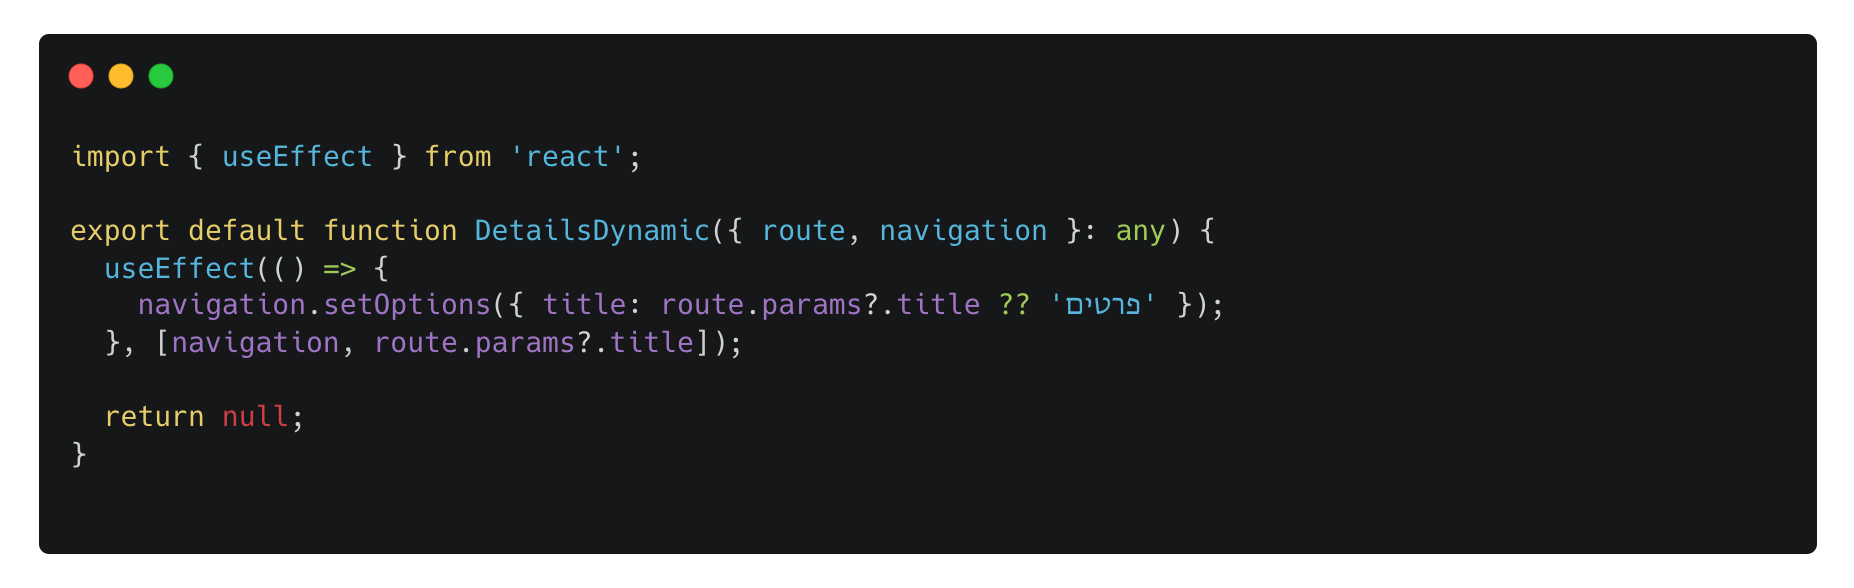 import { useEffect } from 'react';
export default function DetailsDynamic({ route, navigation }: any) {
useEffect(() => {
navigation.setOptions({ title: route.params?.title ?? 'פרטים' });
}, [navigation, route.params?.title]);
return null;
}